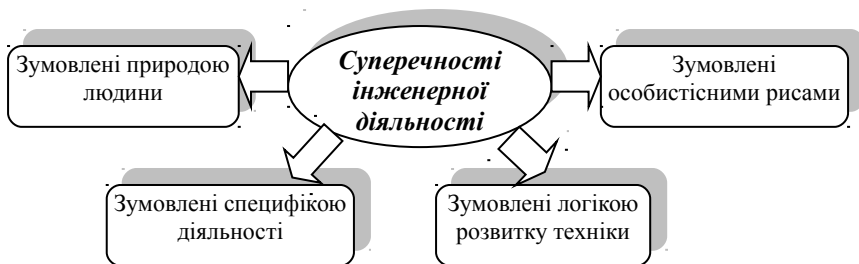 Суперечності
інженерної
діяльності
Зумовлені природою
людини
Зумовлені
особистісними рисами
Зумовлені специфікою
діяльності
Зумовлені логікою
розвитку техніки